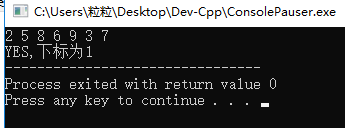 C:\Users\粒粒\Desktop\Dev-Cpp\ConsolePauser.exe
2 5 8 6 9 3 7
YES,下标为1
--------------------------------
Process exited with return value 0
Press any key to continue . . .